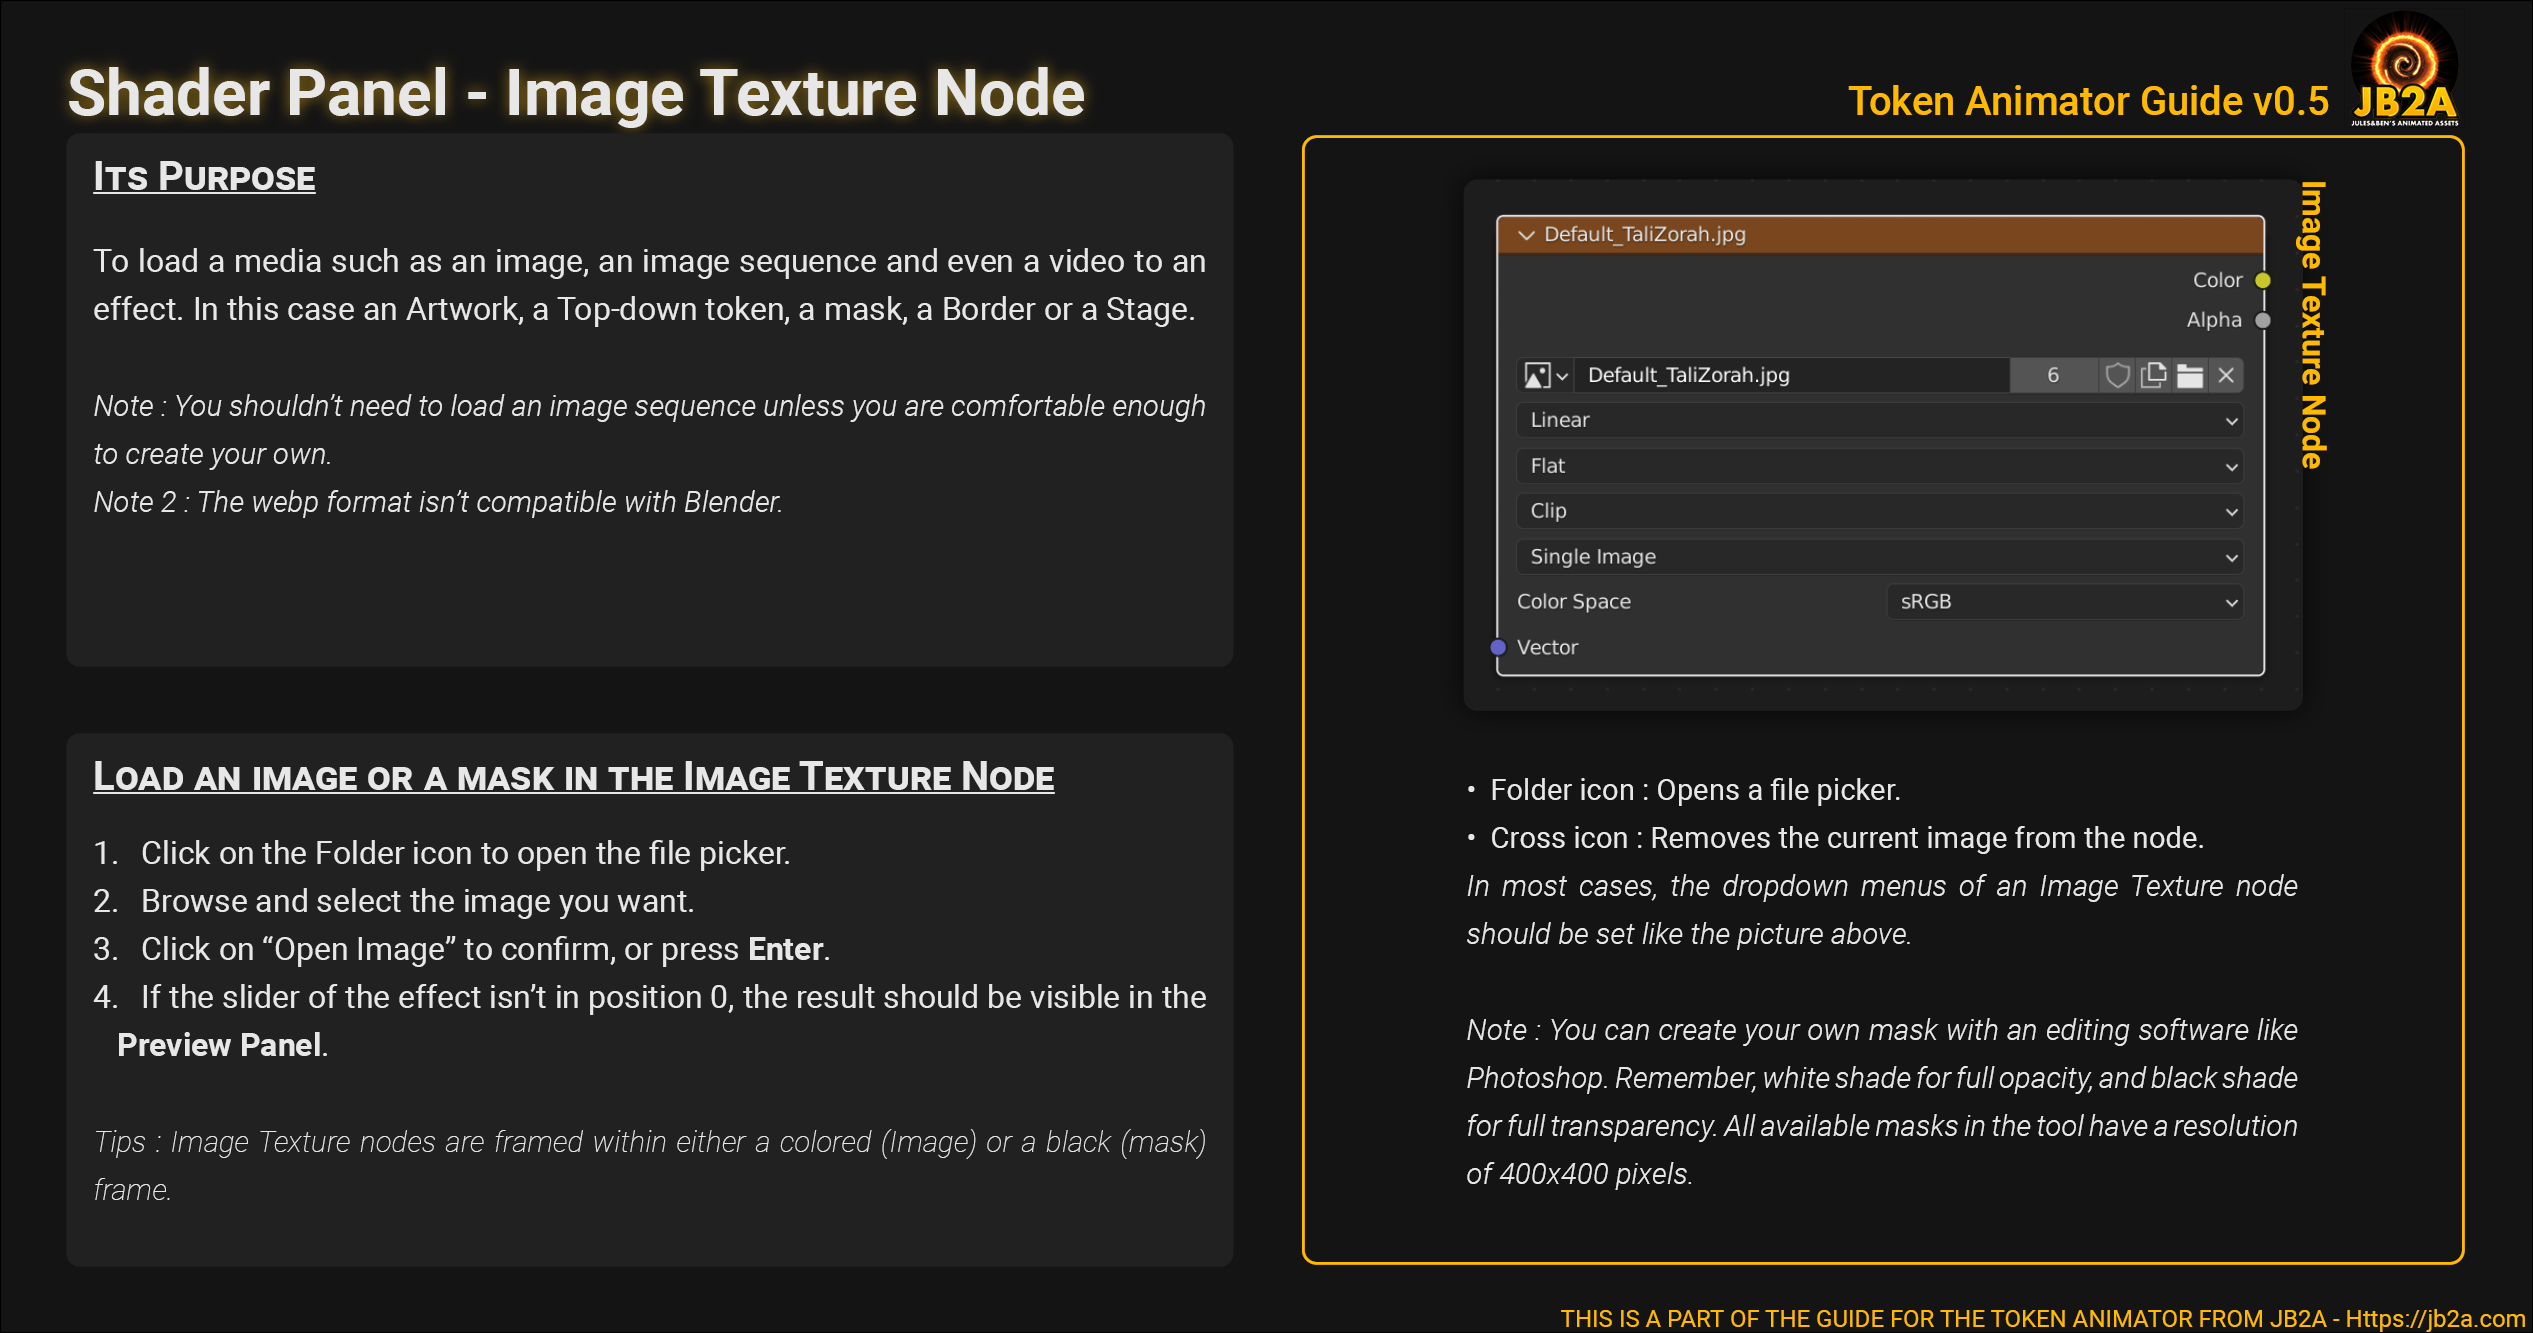 Shader Panel - Image Texture Node
Token Animator Guide v0.5
JB2A
JULES&BEN'S ANIMATED ASSETS
Its Purpose
To load a media such as an image, an image sequence and even a video to an
effect. In this case an Artwork, a Top-down token, a mask, a Border or a Stage.
Note : You shouldn’t need to load an image sequence unless you are comfortable enough
to create your own.
Note 2 : The webp format isn’t compatible with Blender.
Load an image or a mask in the Image Texture Node
1. Click on the Folder icon to open the file picker.
2. Browse and select the image you want.
3. Click on “Open Image” to confirm, or press Enter.
4. If the slider of the effect isn’t in position 0, the result should be visible in the
Preview Panel.
Tips : Image Texture nodes are framed within either a colored (Image) or a black (mask)
frame.
Image Texture Node
Default_TaliZorah.jpg
Color
Alpha
Default_TaliZorah.jpg 6
Linear
Flat
Clip
Single Image
Color Space sRGB
Vector
• Folder icon : Opens a file picker.
• Cross icon : Removes the current image from the node.
In most cases, the dropdown menus of an Image Texture node
should be set like the picture above.
Note : You can create your own mask with an editing software like
Photoshop. Remember, white shade for full opacity, and black shade
for full transparency. All available masks in the tool have a resolution
of 400x400 pixels.
THIS IS A PART OF THE GUIDE FOR THE TOKEN ANIMATOR FROM JB2A - Https://jb2a.com